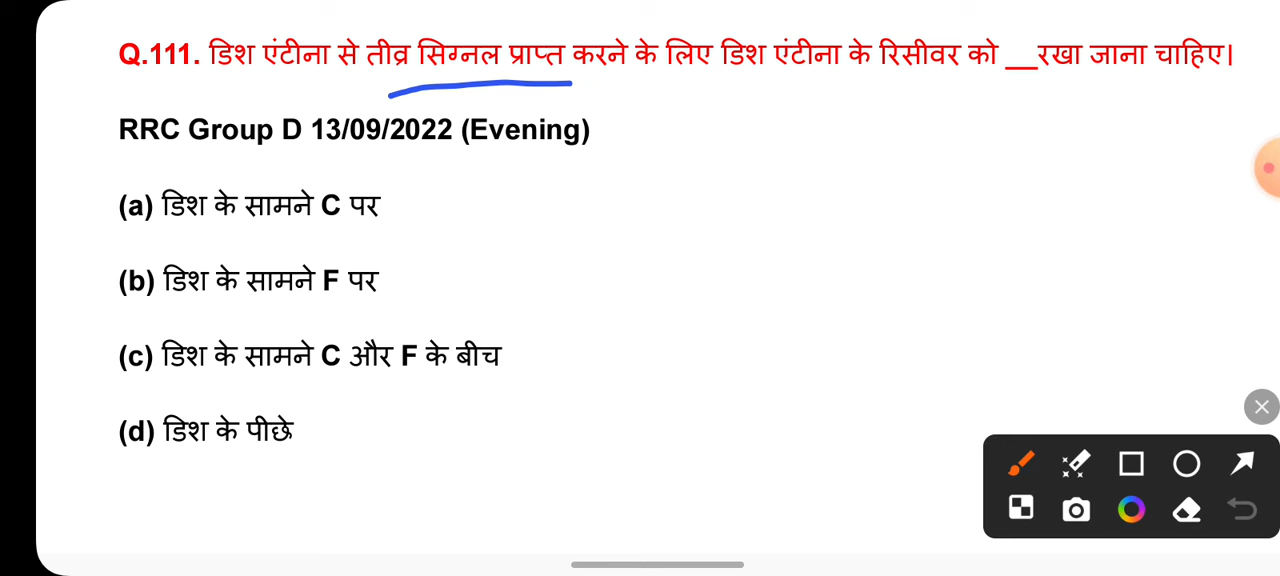 Q.111. डिश एंटीना से तीव्र सिग्नल प्राप्त करने के लिए डिश एंटीना के रिसीवर को __रखा जाना चाहिए।
RRC Group D 13/09/2022 (Evening)
(a) डिश के सामने C पर
(b) डिश के सामने F पर
(c) डिश के सामने C और F के बीच
(d) डिश के पीछे